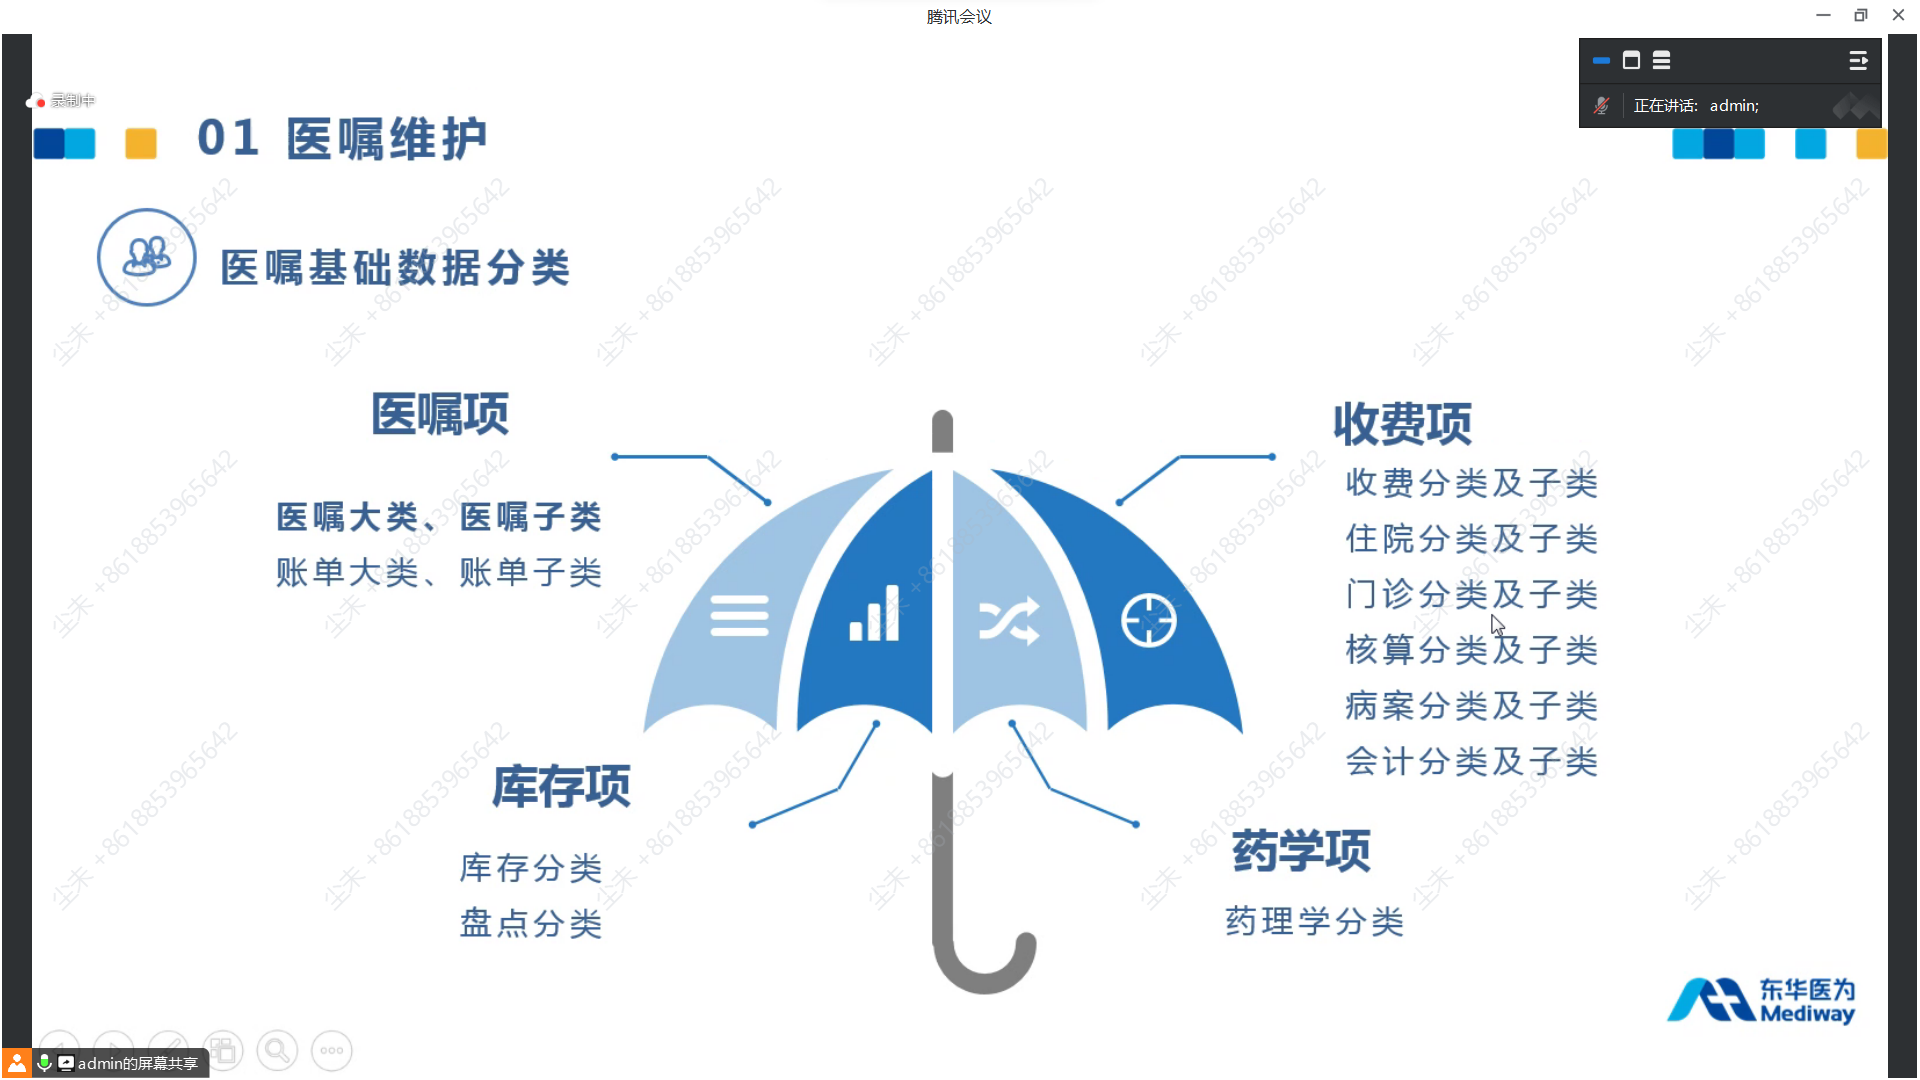 腾讯会议
录制中
正在讲话: admin;
01 医嘱维护
医嘱基础数据分类
医嘱项
医嘱大类、医嘱子类
账单大类、账单子类
收费项
收费分类及子类
住院分类及子类
门诊分类及子类
核算分类及子类
病案分类及子类
会计分类及子类
库存项
库存分类
盘点分类
药学项
药理学分类
东华医为
Mediway
admin的屏幕共享
尘未 +8618853965642